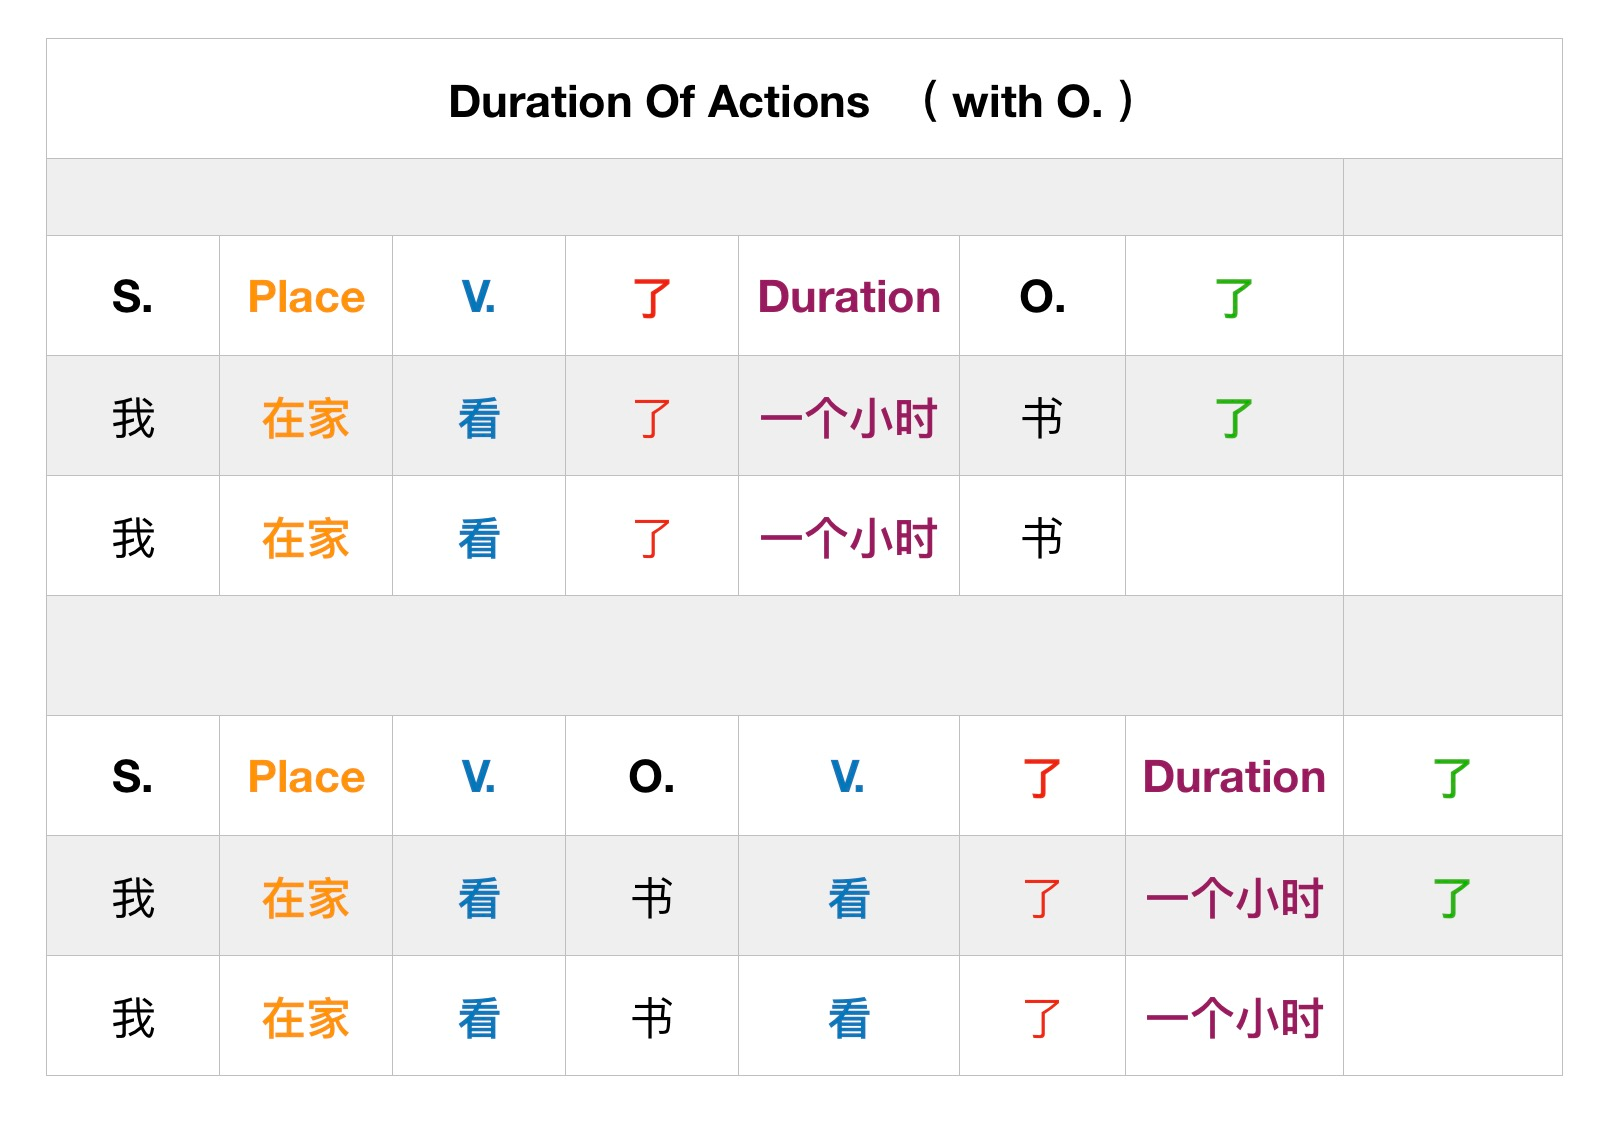 Duration Of Actions （ with O. ）
S. Place V. 了 Duration O. 了
我 在家 看 了 一个小时 书 了
我 在家 看 了 一个小时 书
S. Place V. O. V. 了 Duration 了
我 在家 看 书 看 了 一个小时 了
我 在家 看 书 看 了 一个小时